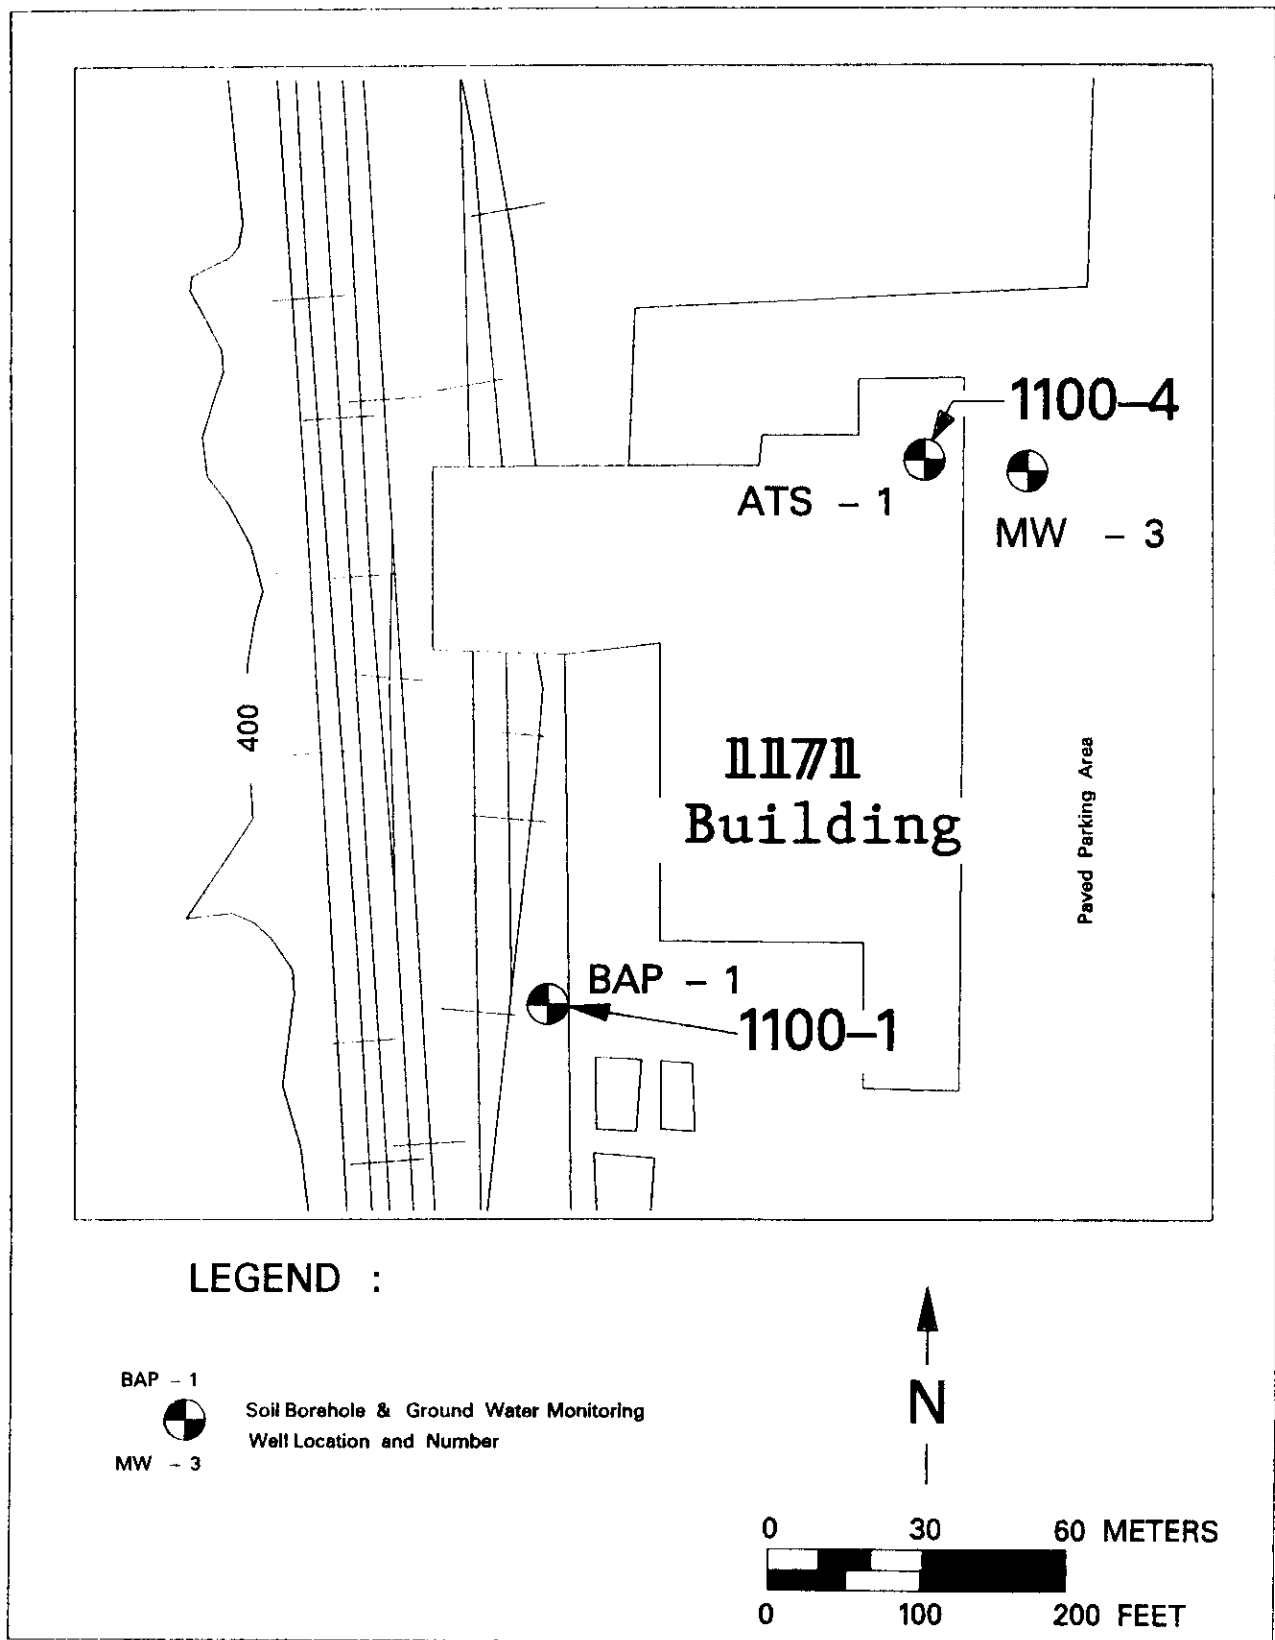 1100-4
ATS - 1
MW - 3
400
1171
Building
Paved Parking Area
BAP - 1
1100-1
LEGEND :
BAP - 1
Soil Borehole & Ground Water Monitoring
Well Location and Number
MW - 3
N
0 30 60 METERS
0 100 200 FEET